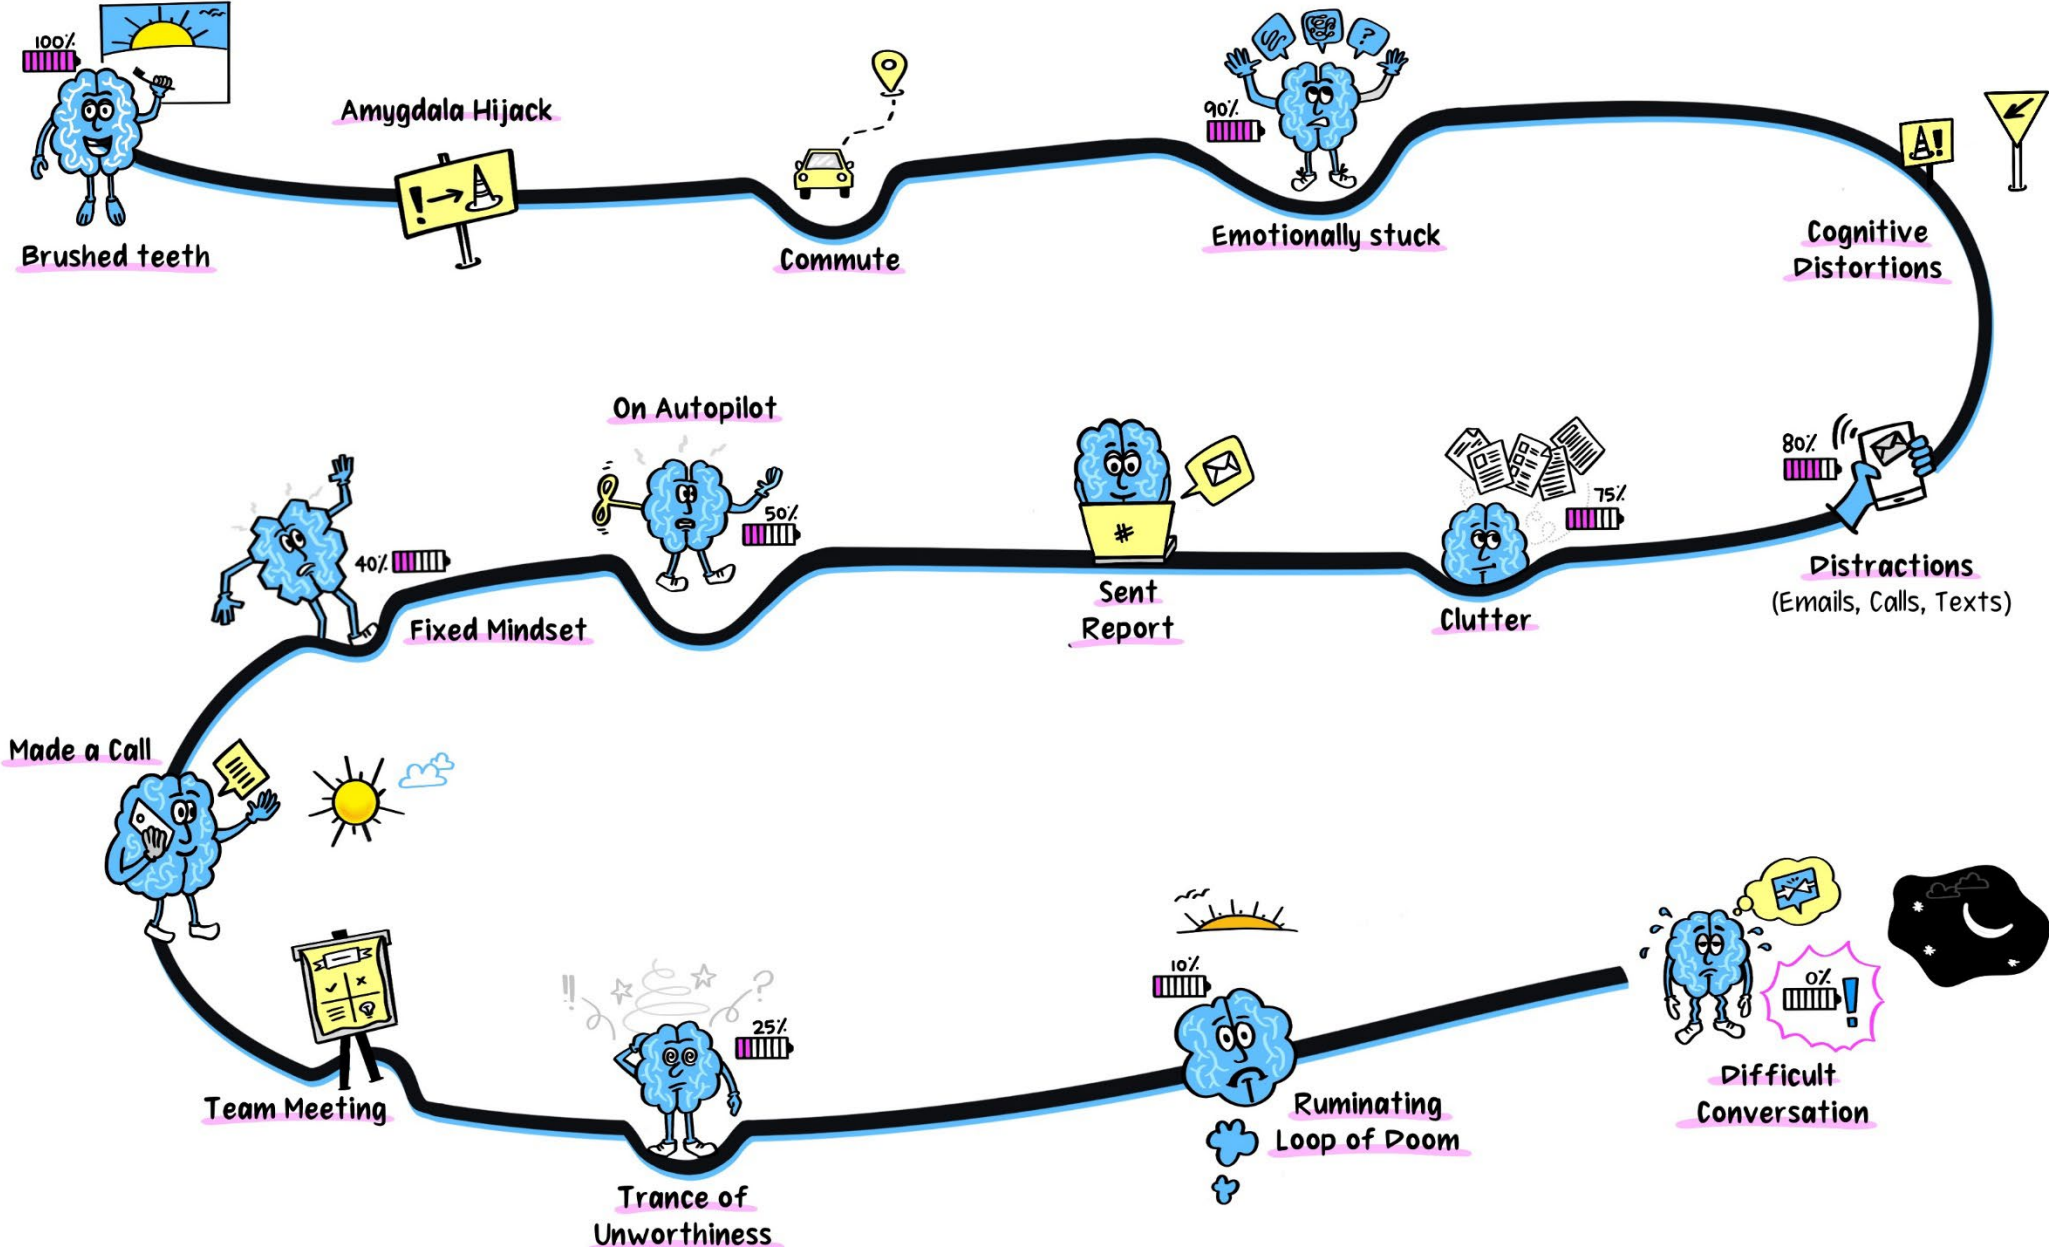 100%
Brushed teeth
Amygdala Hijack
!
Commute
90%
?
Emotionally stuck
!
Cognitive
Distortions
80%
Distractions
(Emails, Calls, Texts)
75%
Clutter
#
Sent
Report
On Autopilot
50%
40%
Fixed Mindset
Made a Call
Team Meeting
!!
?
25%
Trance of
Unworthiness
10%
Ruminating
Loop of Doom
0%
!
Difficult
Conversation